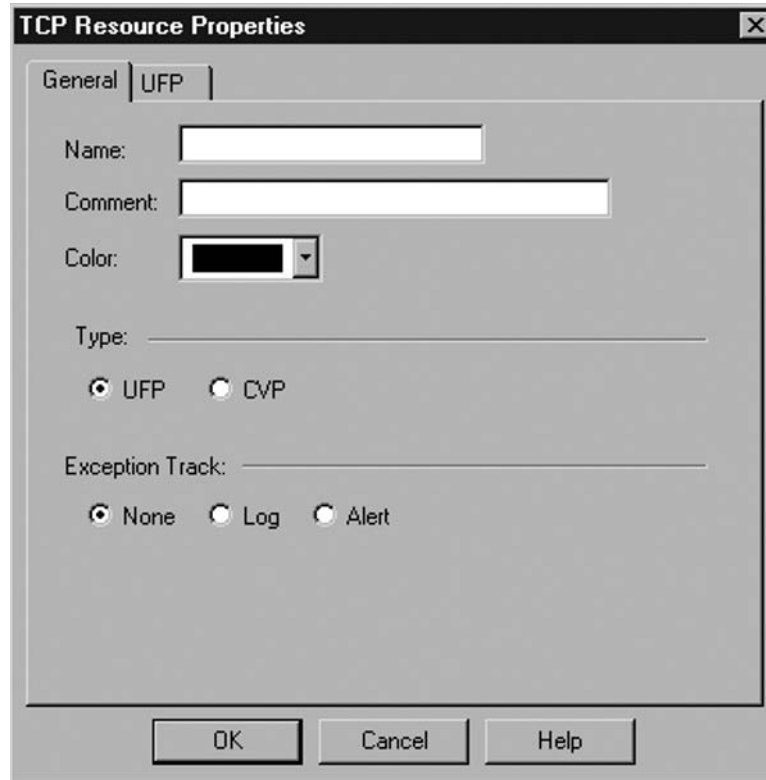 TCP Resource Properties
General UFP
Name:
Comment:
Color:
Type:
UFP CVP
Exception Track:
None Log Alert
OK Cancel Help